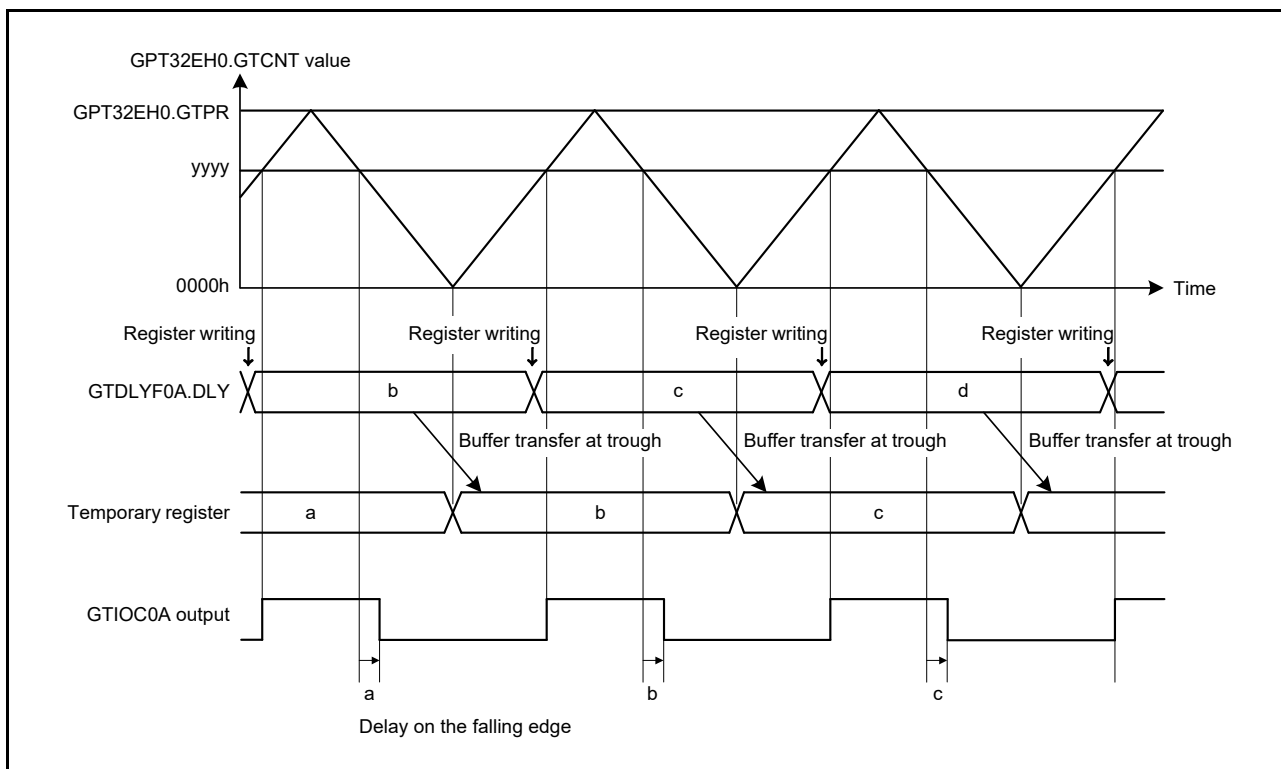 GPT32EH0.GTCNT value
GPT32EH0.GTPR
yyyy
0000h
Time
Register writing
Register writing
Register writing
Register writing
GTDLYF0A.DLY
b
c
d
Buffer transfer at trough
Buffer transfer at trough
Buffer transfer at trough
Temporary register
a
b
c
GTIOC0A output
a
b
c
Delay on the falling edge